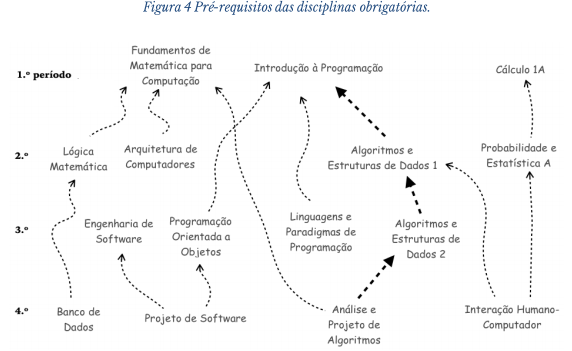 Figura 4 Pré-requisitos das disciplinas obrigatórias.
1.º período
Fundamentos de
Matemática para
Computação
Introdução à Programação
Cálculo 1A
2.º
Lógica
Matemática
Arquitetura de
Computadores
Algoritmos e
Estruturas de Dados 1
Probabilidade e
Estatística A
3.º
Engenharia de
Software
Programação
Orientada a
Objetos
Linguagens e
Paradigmas de
Programação
Algoritmos e
Estruturas de
Dados 2
4.º
Banco de
Dados
Projeto de Software
Análise e
Projeto de
Algoritmos
Interação Humano-
Computador